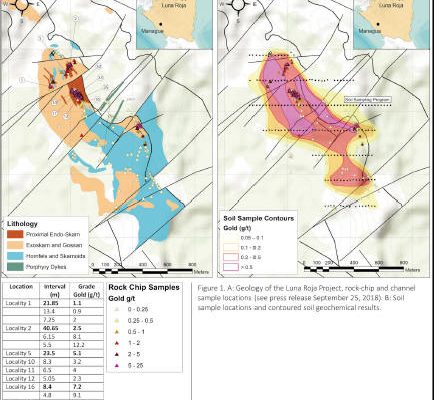 Luna Roja
Managua
Luna Roja
Managua
Soil Sampling Program
Lithology
Proximal Endo-Skarn
Exoskarn and Gossan
Hornfels and Skarnoids
Porphyry Dykes
0 100 200 400 600 800
Meters
Soil Sample Contours
Gold (g/t)
0.05 - 0.1
0.1 - 0.2
0.2 - 0.5
> 0.5
0 100 200 400 600 800
Meters
Location Interval (m) Grade Gold (g/t)
Locality 1 21.85 1.1
13.4 0.9
7.25 2
Locality 2 40.65 2.5
6.15 8.1
5.5 12.2
Locality 5 23.5 5.1
Locality 10 8.3 3.2
Locality 11 6.5 4
Locality 12 5.05 2.3
Locality 16 8.4 7.2
4.8 9.1
Rock Chip Samples
Gold g/t
0 - 0.25
0.25 - 0.5
0.5 - 1
1 - 2
2 - 5
5 - 25
Figure 1. A: Geology of the Luna Roja Project, rock-chip and channel
sample locations (see press release September 25, 2018). B: Soil
sample locations and contoured soil geochemical results.